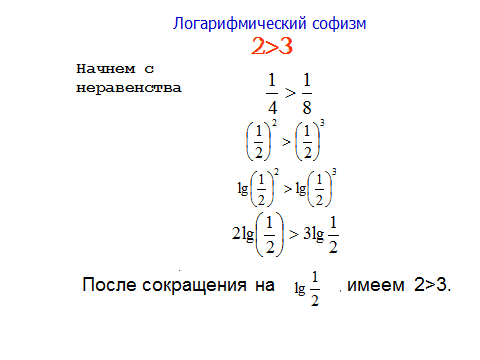 Логарифмический софизм
2>3
Начнем с
неравенства
1/4 > 1/8
(1/2)² > (1/2)³
lg(1/2)² > lg(1/2)³
2lg(1/2) > 3lg 1/2
После сокращения на lg 1/2 . имеем 2>3.